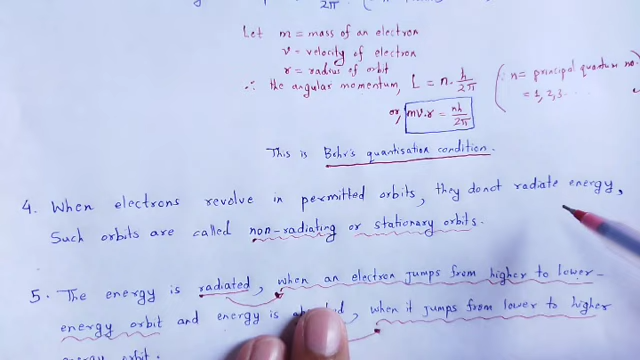 2π
Let m = mass of an electron
v = velocity of electron
r = radius of orbit
∴ the angular momentum, L = n. h/2π (∵ n = principal quantum no.
= 1, 2, 3 ....
or, mv.r = nh/2π
This is Bohr's quantisation condition.
4. When electrons revolve in permitted orbits, they donot radiate energy,
Such orbits are called non-radiating or stationary orbits.
5. The energy is radiated, when an electron jumps from higher to lower-
energy orbit and energy is, when it jumps from lower to higher
energy orbit.